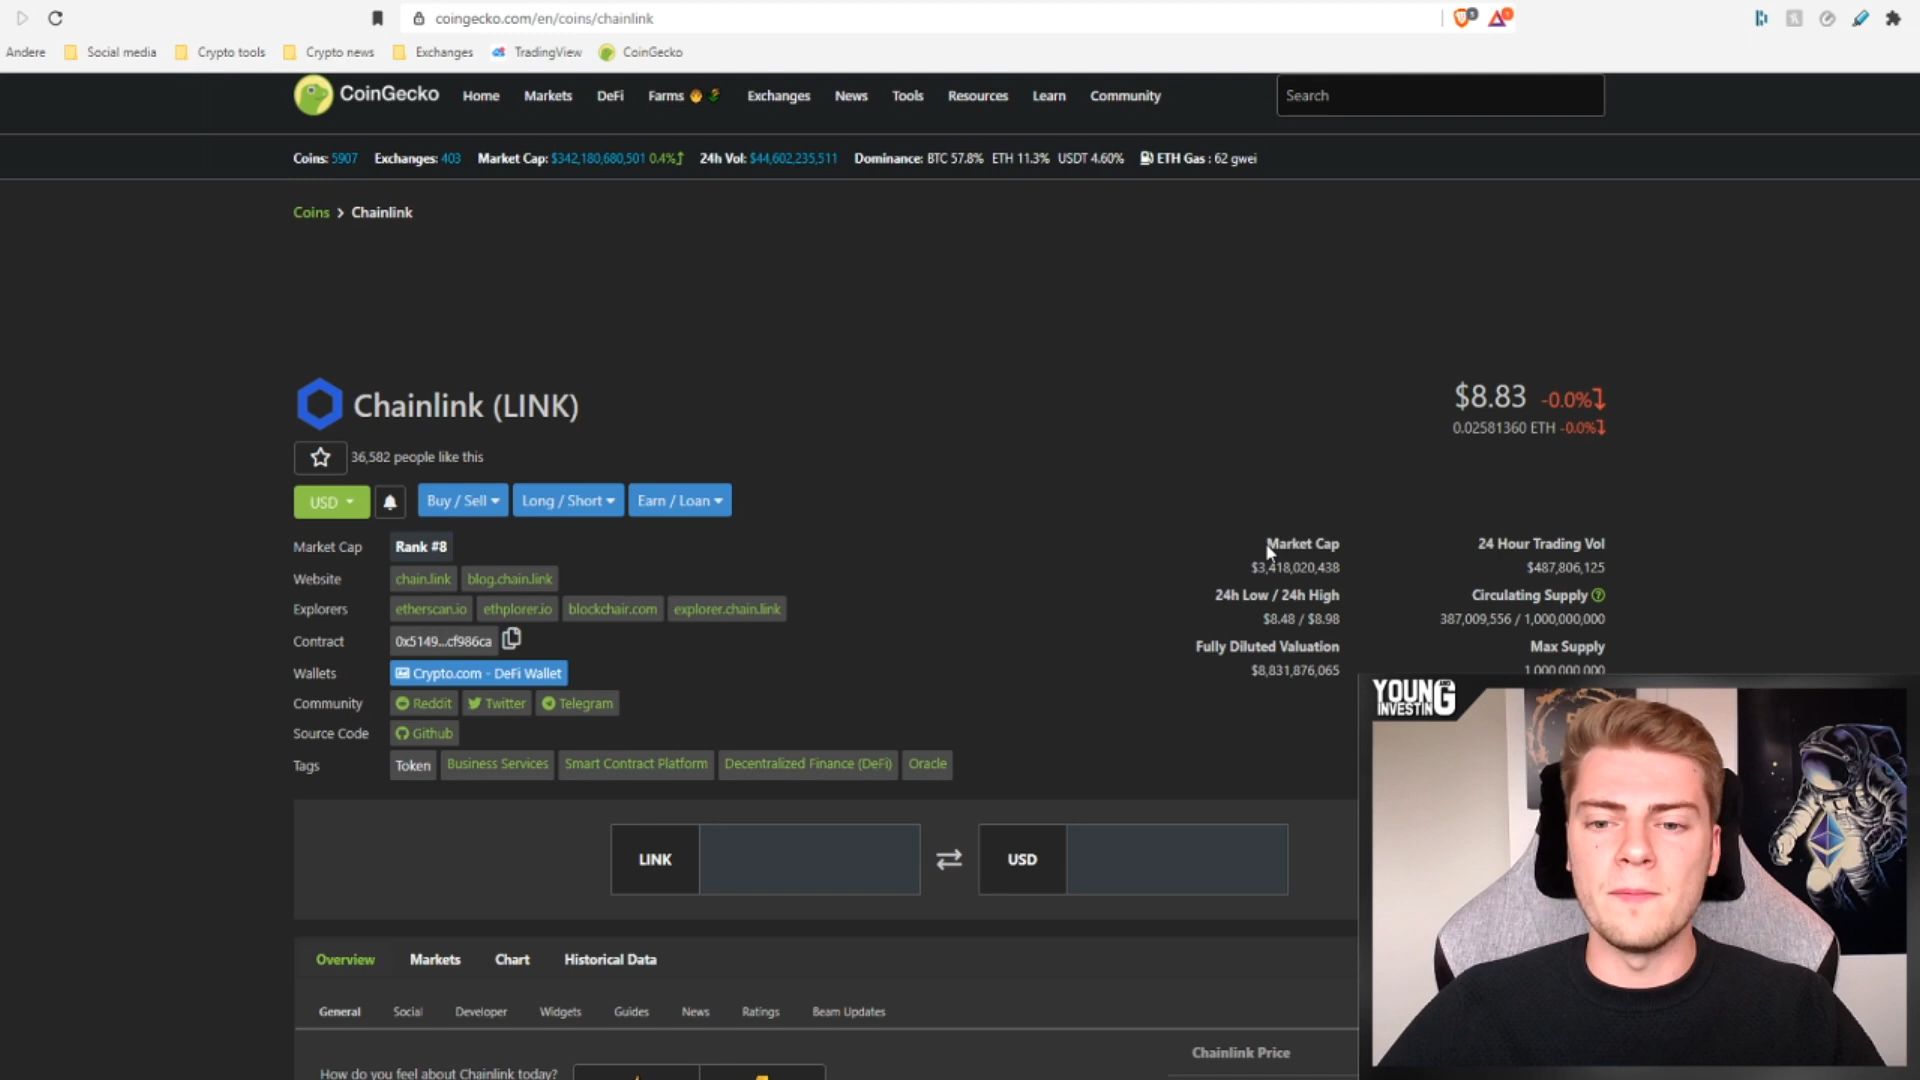 coingecko.com/en/coins/chainlink
Andere Social media Crypto tools Crypto news Exchanges TradingView CoinGecko
CoinGecko Home Markets DeFi Farms Exchanges News Tools Resources Learn Community Search
Coins: 5907 Exchanges: 403 Market Cap: $342,180,680,501 0.4% 24h Vol: $44,602,235,511 Dominance: BTC 57.8% ETH 11.3% USDT 4.60% ETH Gas : 62 gwei
Coins > Chainlink
Chainlink (LINK)
$8.83 -0.0%
0.02581360 ETH -0.0%
36,582 people like this
USD Buy / Sell Long / Short Earn / Loan
Market Cap Rank #8
Website chain.link blog.chain.link
Explorers etherscan.io ethplorer.io blockchair.com explorer.chain.link
Contract 0x5149...cf986ca
Wallets Crypto.com - DeFi Wallet
Community Reddit Twitter Telegram
Source Code Github
Tags Token Business Services Smart Contract Platform Decentralized Finance (DeFi) Oracle
Market Cap 24 Hour Trading Vol
$3,418,020,438 $487,806,125
24h Low / 24h High Circulating Supply
$8.48 / $8.98 387,009,556 / 1,000,000,000
Fully Diluted Valuation Max Supply
$8,831,876,065 1,000,000,000
YOUNG AND
INVESTING
LINK USD
Overview Markets Chart Historical Data
General Social Developer Widgets Guides News Ratings Beam Updates
Chainlink Price
How do you feel about Chainlink today?